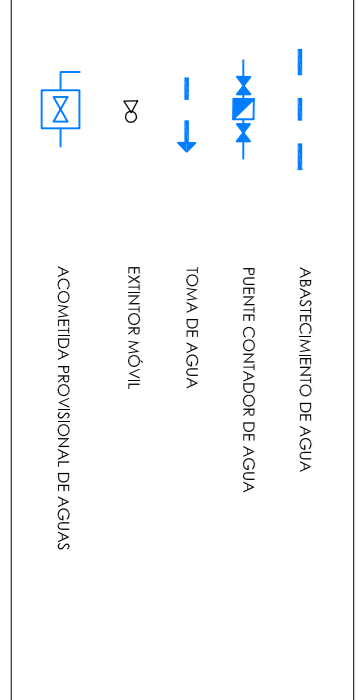 ABASTECIMIENTO DE AGUA
PUENTE CONTADOR DE AGUA
TOMA DE AGUA
EXTINTOR MÓVIL
ACOMETIDA PROVISIONAL DE AGUAS